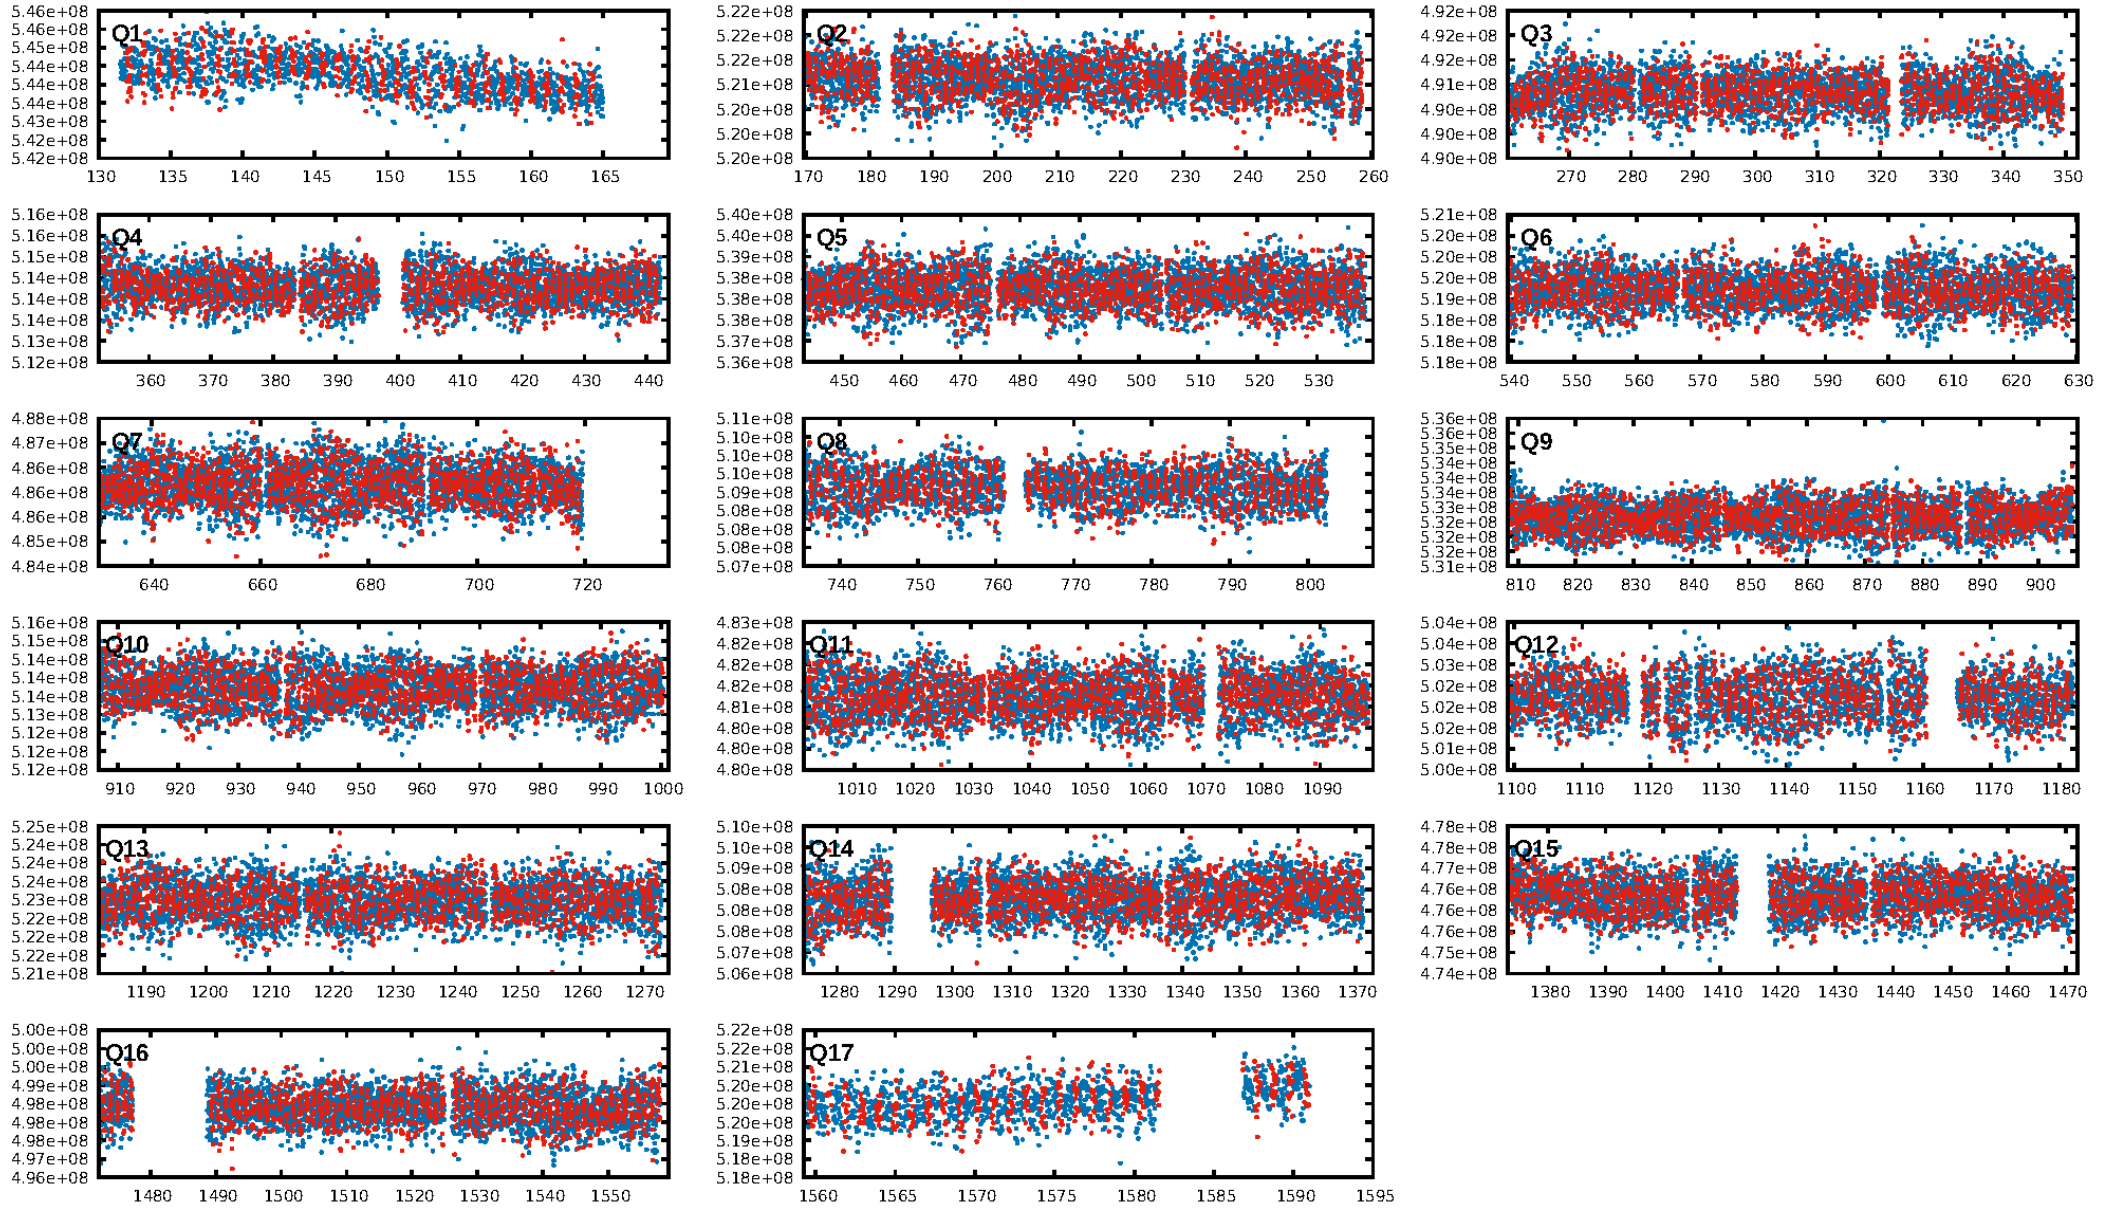 5.46e+08
5.46e+08
5.45e+08
5.44e+08
5.44e+08
5.44e+08
5.43e+08
5.42e+08
5.42e+08
Q1
130 135 140 145 150 155 160 165
5.22e+08
5.22e+08
5.22e+08
5.21e+08
5.20e+08
5.20e+08
5.20e+08
Q2
170 180 190 200 210 220 230 240 250 260
4.92e+08
4.92e+08
4.92e+08
4.91e+08
4.90e+08
4.90e+08
4.90e+08
Q3
270 280 290 300 310 320 330 340 350
5.16e+08
5.16e+08
5.15e+08
5.14e+08
5.14e+08
5.14e+08
5.13e+08
5.12e+08
Q4
360 370 380 390 400 410 420 430 440
5.40e+08
5.40e+08
5.39e+08
5.38e+08
5.38e+08
5.38e+08
5.37e+08
5.36e+08
Q5
450 460 470 480 490 500 510 520 530
5.21e+08
5.20e+08
5.20e+08
5.20e+08
5.19e+08
5.18e+08
5.18e+08
5.18e+08
Q6
540 550 560 570 580 590 600 610 620 630
4.88e+08
4.87e+08
4.86e+08
4.86e+08
4.86e+08
4.85e+08
4.84e+08
Q7
640 660 680 700 720
5.11e+08
5.10e+08
5.10e+08
5.10e+08
5.09e+08
5.08e+08
5.08e+08
5.08e+08
5.07e+08
Q8
740 750 760 770 780 790 800
5.36e+08
5.36e+08
5.35e+08
5.34e+08
5.34e+08
5.34e+08
5.33e+08
5.32e+08
5.32e+08
5.32e+08
5.31e+08
Q9
810 820 830 840 850 860 870 880 890 900
5.16e+08
5.15e+08
5.14e+08
5.14e+08
5.14e+08
5.13e+08
5.12e+08
5.12e+08
5.12e+08
Q10
910 920 930 940 950 960 970 980 990 1000
4.83e+08
4.82e+08
4.82e+08
4.82e+08
4.81e+08
4.80e+08
4.80e+08
4.80e+08
Q11
1010 1020 1030 1040 1050 1060 1070 1080 1090
5.04e+08
5.04e+08
5.03e+08
5.02e+08
5.02e+08
5.02e+08
5.01e+08
5.00e+08
Q12
1100 1110 1120 1130 1140 1150 1160 1170 1180
5.25e+08
5.24e+08
5.24e+08
5.24e+08
5.23e+08
5.22e+08
5.22e+08
5.22e+08
5.21e+08
Q13
1190 1200 1210 1220 1230 1240 1250 1260 1270
5.10e+08
5.10e+08
5.09e+08
5.08e+08
5.08e+08
5.08e+08
5.07e+08
5.06e+08
Q14
1280 1290 1300 1310 1320 1330 1340 1350 1360 1370
4.78e+08
4.78e+08
4.77e+08
4.76e+08
4.76e+08
4.76e+08
4.75e+08
4.74e+08
Q15
1380 1390 1400 1410 1420 1430 1440 1450 1460 1470
5.00e+08
5.00e+08
5.00e+08
4.99e+08
4.98e+08
4.98e+08
4.98e+08
4.97e+08
4.96e+08
Q16
1480 1490 1500 1510 1520 1530 1540 1550
5.22e+08
5.22e+08
5.21e+08
5.20e+08
5.20e+08
5.20e+08
5.19e+08
5.18e+08
5.18e+08
Q17
1560 1565 1570 1575 1580 1585 1590 1595